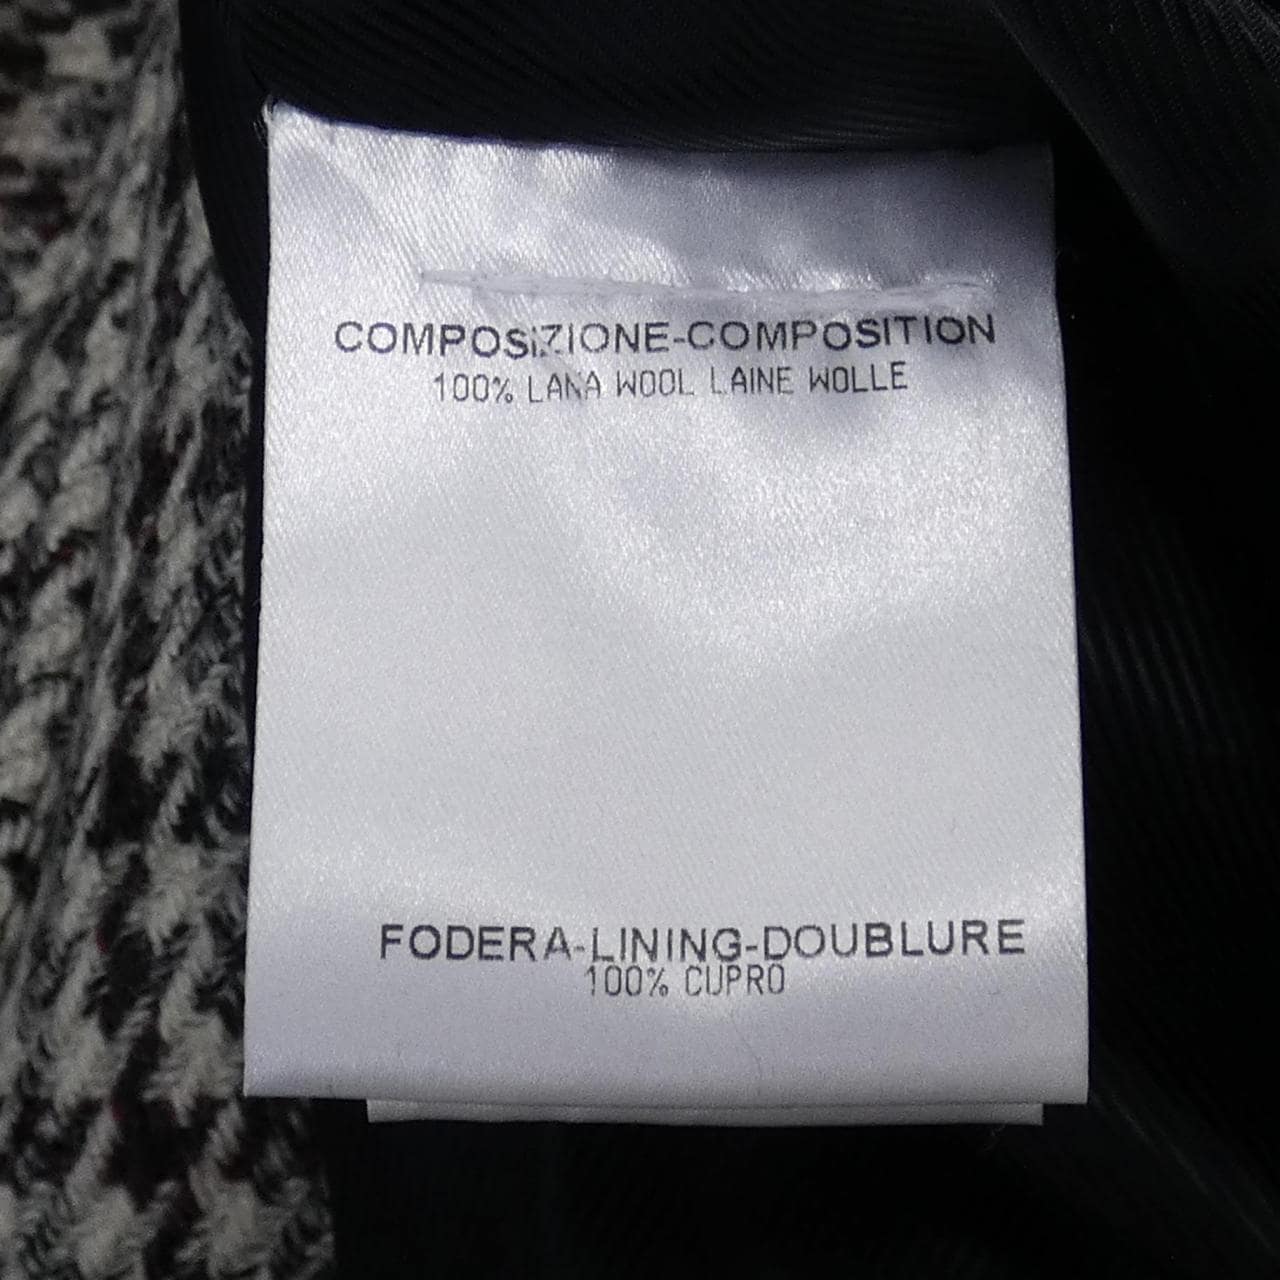 COMPOSIZIONE-COMPOSITION
100% LANA WOOL LAINE WOLLE
FODERA-LINING-DOUBLURE
100% CUPRO